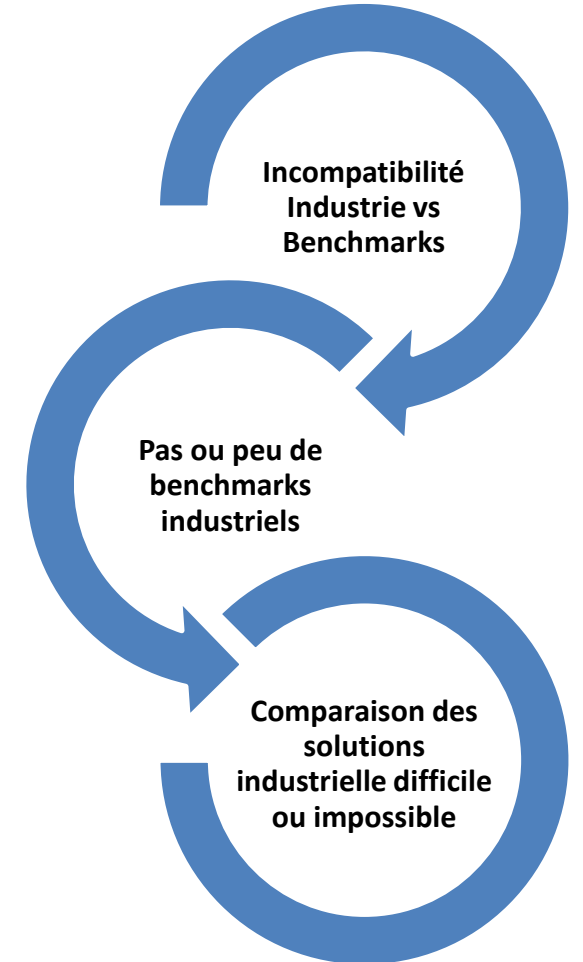 Incompatibilité
Industrie vs
Benchmarks
Pas ou peu de
benchmarks
industriels
Comparaison des
solutions
industrielle difficile
ou impossible